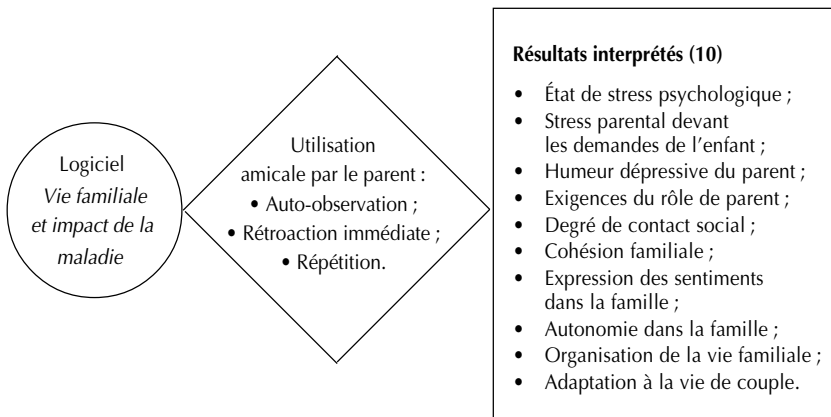 Logiciel
Vie familiale
et impact de la
maladie
Utilisation
amicale par le parent :
• Auto-observation ;
• Rétroaction immédiate ;
• Répétition.
Résultats interprétés (10)
• État de stress psychologique ;
• Stress parental devant
les demandes de l’enfant ;
• Humeur dépressive du parent ;
• Exigences du rôle de parent ;
• Degré de contact social ;
• Cohésion familiale ;
• Expression des sentiments
dans la famille ;
• Autonomie dans la famille ;
• Organisation de la vie familiale ;
• Adaptation à la vie de couple.